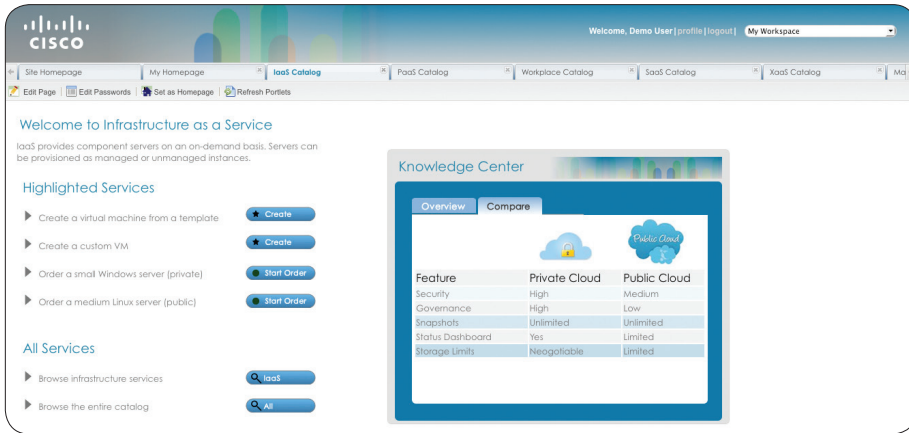 CISCO
Welcome, Demo User | profile | logout | My Workspace
Site Homepage My Homepage IaaS Catalog PaaS Catalog Workplace Catalog SaaS Catalog XaaS Catalog Ma
Edit Page Edit Passwords Set as Homepage Refresh Portlets
Welcome to Infrastructure as a Service
IaaS provides component servers on an on-demand basis. Servers can
be provisioned as managed or unmanaged instances.
Highlighted Services
Create a virtual machine from a template Create
Create a custom VM Create
Order a small Windows server (private) Start Order
Order a medium Linux server (public) Start Order
All Services
Browse infrastructure services IaaS
Browse the entire catalog All
Knowledge Center
Overview Compare
Public Cloud
Feature Private Cloud Public Cloud
Security High Medium
Governance High Low
Snapshots Unlimited Unlimited
Status Dashboard Yes Limited
Storage Limits Neogotiable Limited